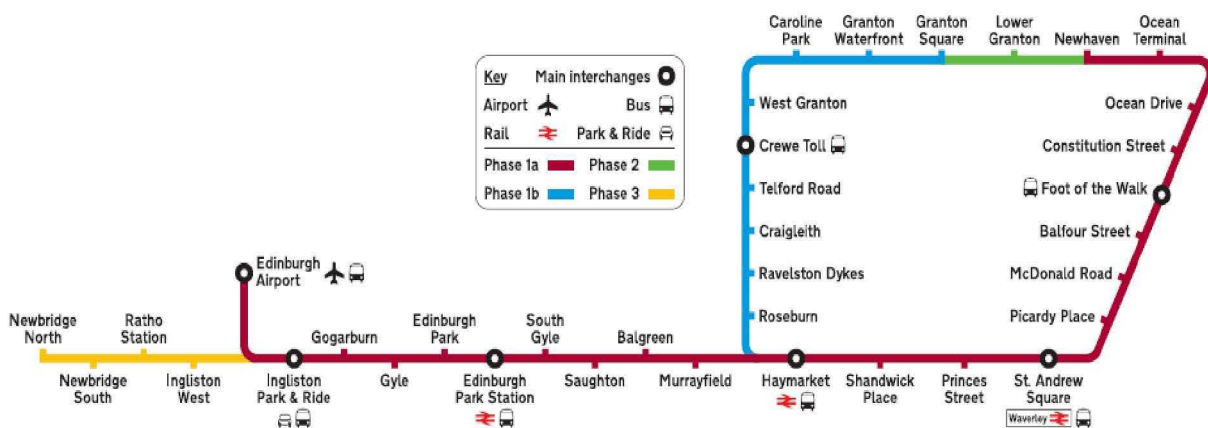 Caroline
Park
Granton
Waterfront
Granton
Square
Lower
Granton
Newhaven
Ocean
Terminal
Key
Main interchanges
Airport
Bus
Rail
Park & Ride
Phase 1a
Phase 2
Phase 1b
Phase 3
West Granton
Crewe Toll
Telford Road
Craigleith
Ravelston Dykes
Roseburn
Ocean Drive
Constitution Street
Foot of the Walk
Balfour Street
McDonald Road
Picardy Place
Edinburgh
Airport
Newbridge
North
Ratho
Station
Gogarburn
Edinburgh
Park
South
Gyle
Balgreen
Newbridge
South
Ingliston
West
Ingliston
Park & Ride
Gyle
Edinburgh
Park Station
Saughton
Murrayfield
Haymarket
Shandwick
Place
Princes
Street
St. Andrew
Square
Waverley